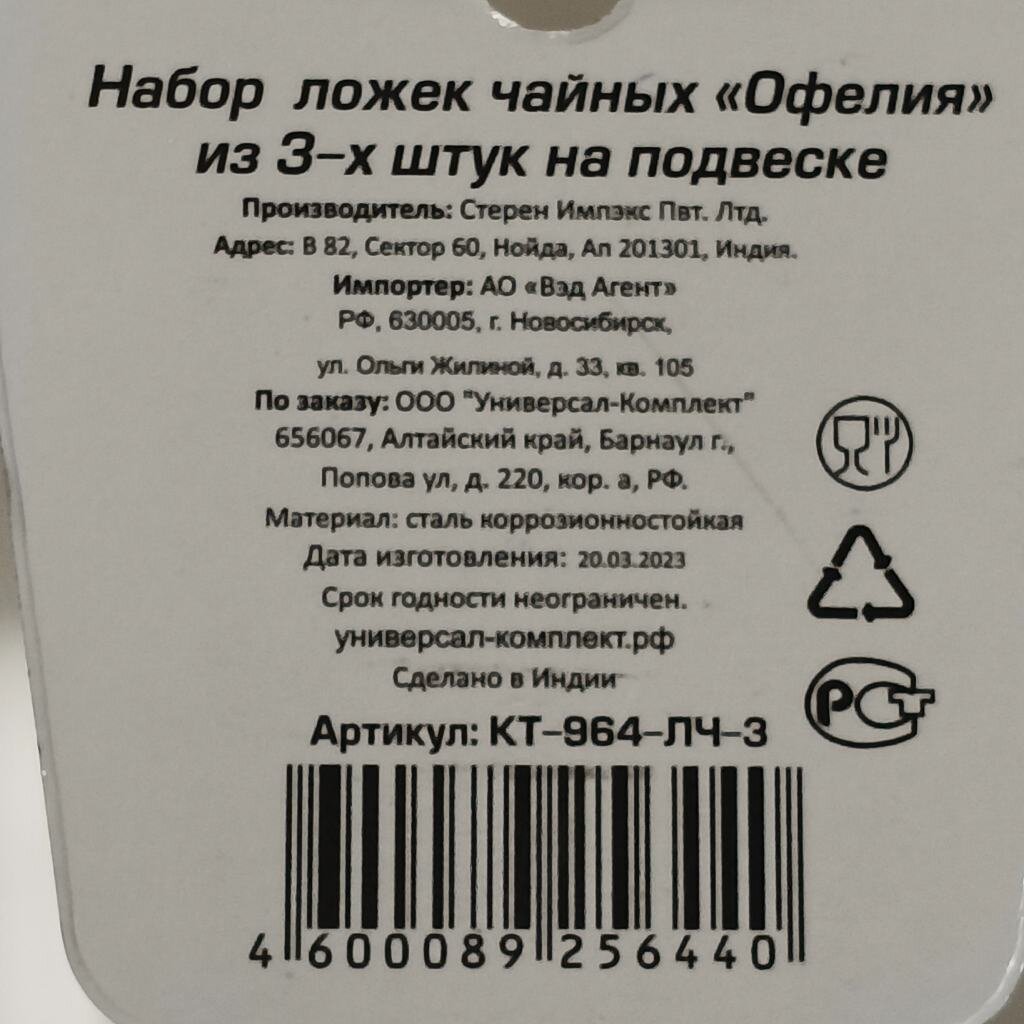 Набор ложек чайных «Офелия»
из 3-х штук на подвеске
Производитель: Стерен Импэкс Пвт. Лтд.
Адрес: В 82, Сектор 60, Нойда, Ап 201301, Индия.
Импортер: АО «Вэд Агент»
РФ, 630005, г. Новосибирск,
ул. Ольги Жилиной, д. 33, кв. 105
По заказу: ООО "Универсал-Комплект"
656067, Алтайский край, Барнаул г.,
Попова ул, д. 220, кор. а, РФ.
Материал: сталь коррозионностойкая
Дата изготовления: 20.03.2023
Срок годности неограничен.
универсал-комплект.рф
Сделано в Индии
РСТ
Артикул: КТ-964-ЛЧ-3
4 600089 256440